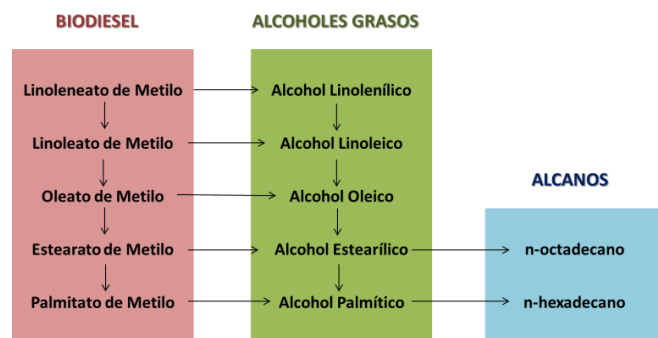 BIODIESEL
ALCOHOLES GRASOS
Linoleneato de Metilo
Alcohol Linolenílico
Linoleato de Metilo
Alcohol Linoleico
Oleato de Metilo
Alcohol Oleico
ALCANOS
Estearato de Metilo
Alcohol Estearílico
n-octadecano
Palmitato de Metilo
Alcohol Palmítico
n-hexadecano